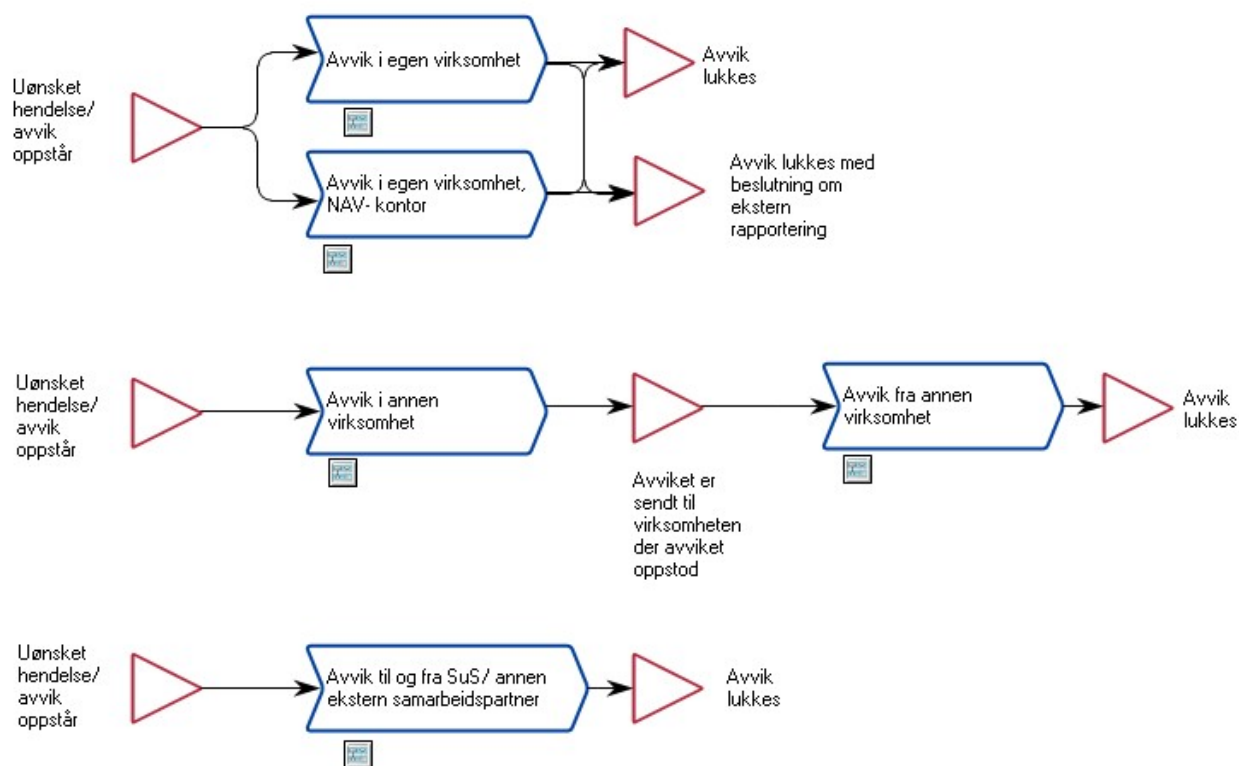 Uønsket
hendelse/
avvik
oppstår
Avvik i egen virksomhet
Avvik
lukkes
Avvik i egen virksomhet,
NAV- kontor
Avvik lukkes med
beslutning om
ekstern
rapportering
Uønsket
hendelse/
avvik
oppstår
Avvik i annen
virksomhet
Avviket er
sendt til
virksomheten
der avviket
oppstod
Avvik fra annen
virksomhet
Avvik
lukkes
Uønsket
hendelse/
avvik
oppstår
Avvik til og fra SuS/ annen
ekstern samarbeidspartner
Avvik
lukkes